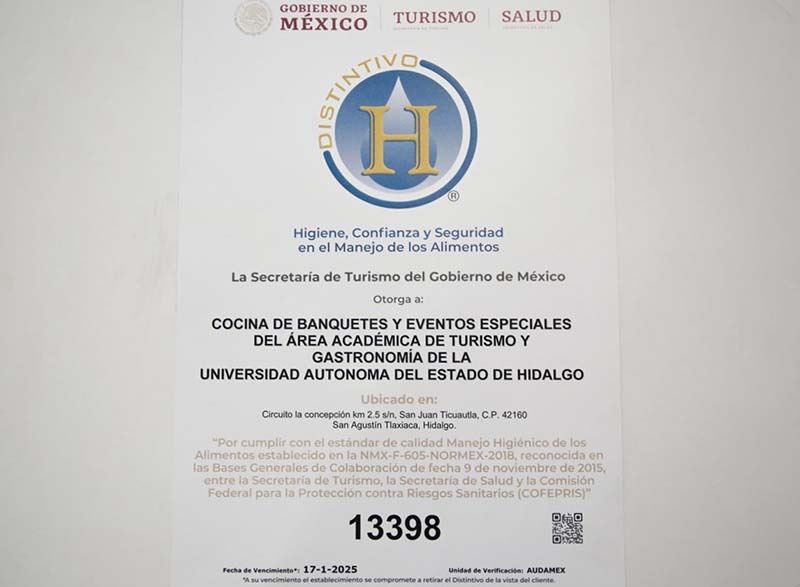 GOBIERNO DE
MÉXICO
TURISMO
SALUD
DISTINTIVO
H
®
Higiene, Confianza y Seguridad
en el Manejo de los Alimentos
La Secretaría de Turismo del Gobierno de México
Otorga a:
COCINA DE BANQUETES Y EVENTOS ESPECIALES
DEL ÁREA ACADÉMICA DE TURISMO Y
GASTRONOMÍA DE LA
UNIVERSIDAD AUTONOMA DEL ESTADO DE HIDALGO
Ubicado en:
Circuito la concepción km 2.5 s/n, San Juan Ticuautla, C.P. 42160
San Agustín Tlaxiaca, Hidalgo.
“Por cumplir con el estándar de calidad Manejo Higiénico de los
Alimentos establecido en la NMX-F-605-NORMEX-2018, reconocida en
las Bases Generales de Colaboración de fecha 9 de noviembre de 2015,
entre la Secretaría de Turismo, la Secretaría de Salud y la Comisión
Federal para la Protección contra Riesgos Sanitarios (COFEPRIS)”
13398
Fecha de Vencimiento*: 17-1-2025
Unidad de Verificación: AUDAMEX
*A su vencimiento el establecimiento se compromete a retirar el Distintivo de la vista del cliente.